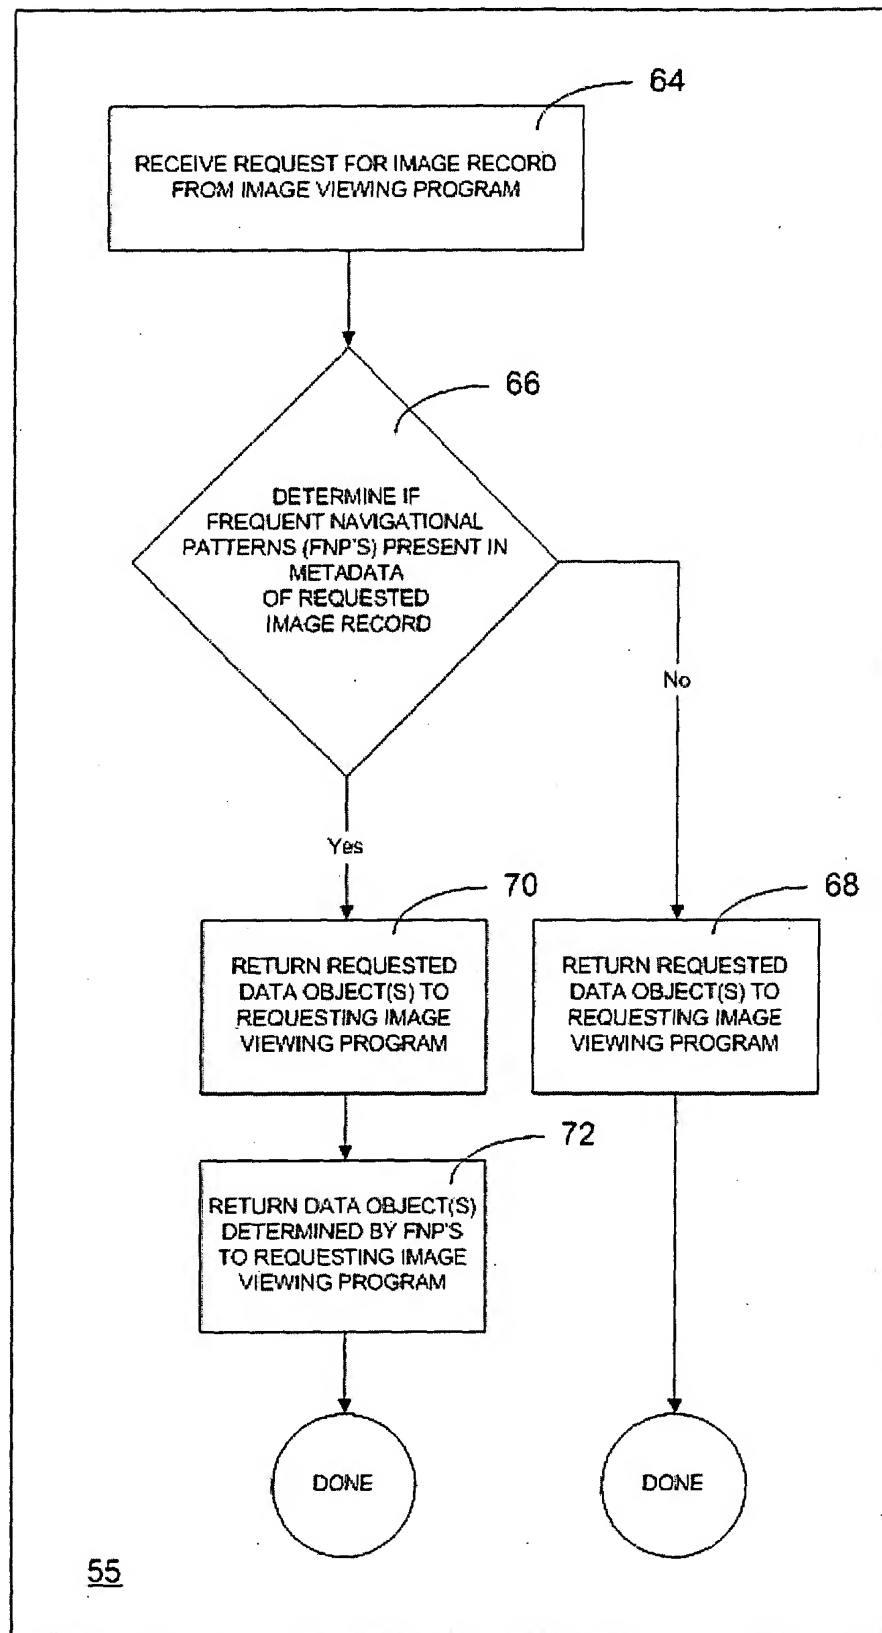 64
RECEIVE REQUEST FOR IMAGE RECORD
FROM IMAGE VIEWING PROGRAM
66
DETERMINE IF
FREQUENT NAVIGATIONAL
PATTERNS (FNP'S) PRESENT IN
METADATA
OF REQUESTED
IMAGE RECORD
No
Yes
70
68
RETURN REQUESTED
DATA OBJECT(S) TO
REQUESTING IMAGE
VIEWING PROGRAM
RETURN REQUESTED
DATA OBJECT(S) TO
REQUESTING IMAGE
VIEWING PROGRAM
72
RETURN DATA OBJECT(S)
DETERMINED BY FNP'S
TO REQUESTING IMAGE
VIEWING PROGRAM
DONE
DONE
55